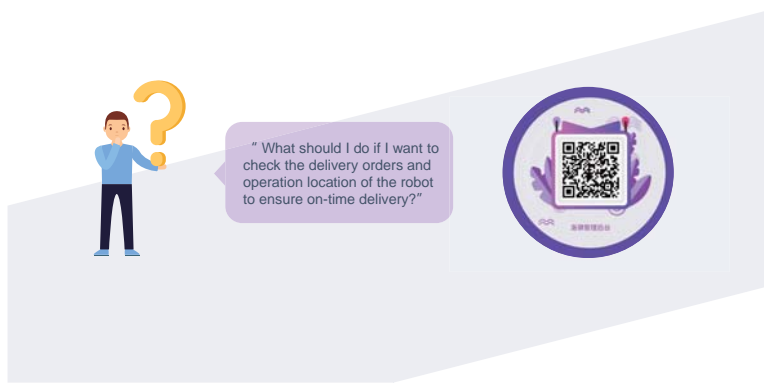 ” What should I do if I want to
check the delivery orders and
operation location of the robot
to ensure on-time delivery?”